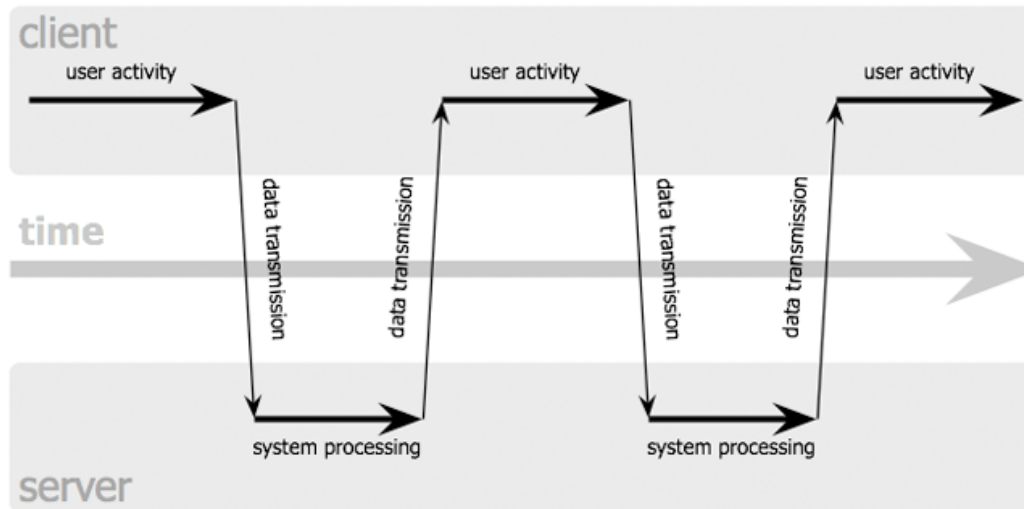 client
user activity
user activity
user activity
data transmission
data transmission
data transmission
data transmission
time
system processing
system processing
server